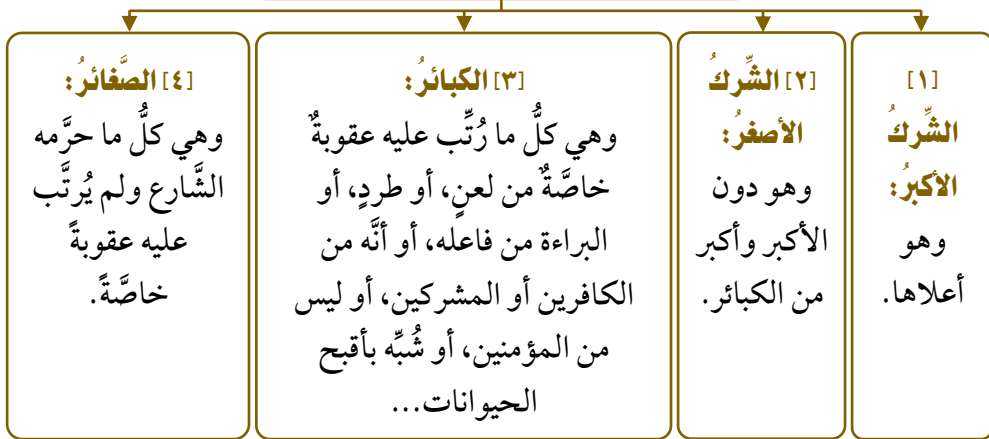 [١]
الشِّركُ
الأكبرُ:
وهو
أعلاها.
[٢] الشِّركُ
الأصغرُ:
وهو دون
الأكبر وأكبر
من الكبائر.
[٣] الكبائرُ:
وهي كلُّ ما رُتِّب عليه عقوبةٌ
خاصَّةٌ من لعنٍ، أو طردٍ، أو
البراءة من فاعله، أو أنَّه من
الكافرين أو المشركين، أو ليس
من المؤمنين، أو شُبِّه بأقبح
الحيوانات...
[٤] الصَّغائرُ:
وهي كلُّ ما حرَّمه
الشَّارع ولم يُرتَّب
عليه عقوبةً
خاصَّةً.